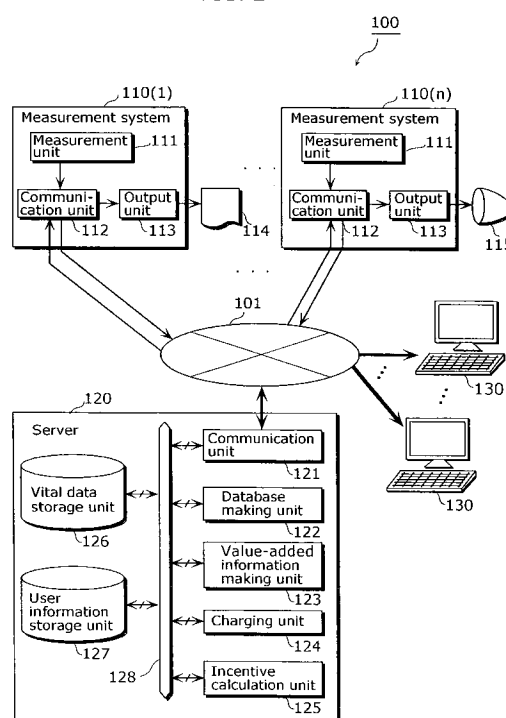 100
110(1)
Measurement system
Measurement
unit
111
Communi-
cation unit
112
Output
unit
113
114
110(n)
Measurement system
Measurement
unit
111
Communi-
cation unit
112
Output
unit
113
115
101
130
130
120
Server
Communication
unit
121
Vital data
storage unit
126
Database
making unit
122
Value-added
information
making unit
123
User
information
storage unit
127
Charging unit
124
128
Incentive
calculation unit
125